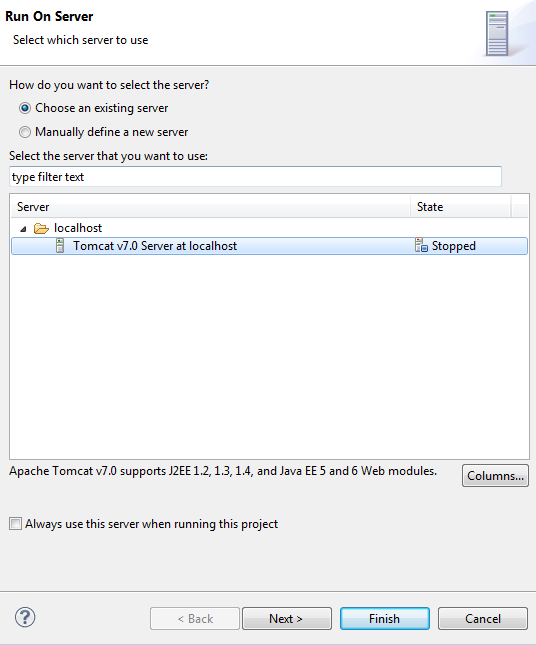 Run On Server
Select which server to use
How do you want to select the server?
Choose an existing server
Manually define a new server
Select the server that you want to use:
type filter text
Server State
localhost
Tomcat v7.0 Server at localhost Stopped
Apache Tomcat v7.0 supports J2EE 1.2, 1.3, 1.4, and Java EE 5 and 6 Web modules.
Columns...
Always use this server when running this project
? < Back Next > Finish Cancel